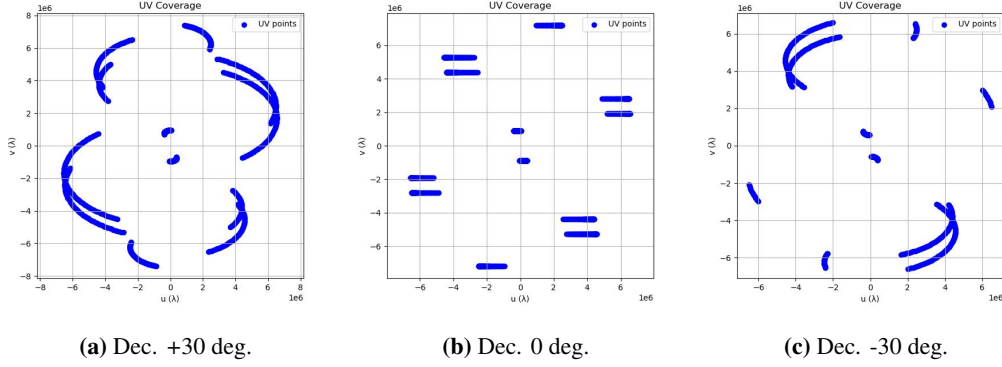 UV Coverage
1e6
UV points
8
6
4
2
0
−2
−4
−6
−8
v (λ)
−8 −6 −4 −2 0 2 4 6
1e6
u (λ)
UV Coverage
1e6
UV points
6
4
2
0
−2
−4
−6
v (λ)
−6 −4 −2 0 2 4 6
1e6
u (λ)
UV Coverage
1e6
UV points
6
4
2
0
−2
−4
−6
v (λ)
−6 −4 −2 0 2 4 6
1e6
u (λ)
(a) Dec. +30 deg.
(b) Dec. 0 deg.
(c) Dec. -30 deg.